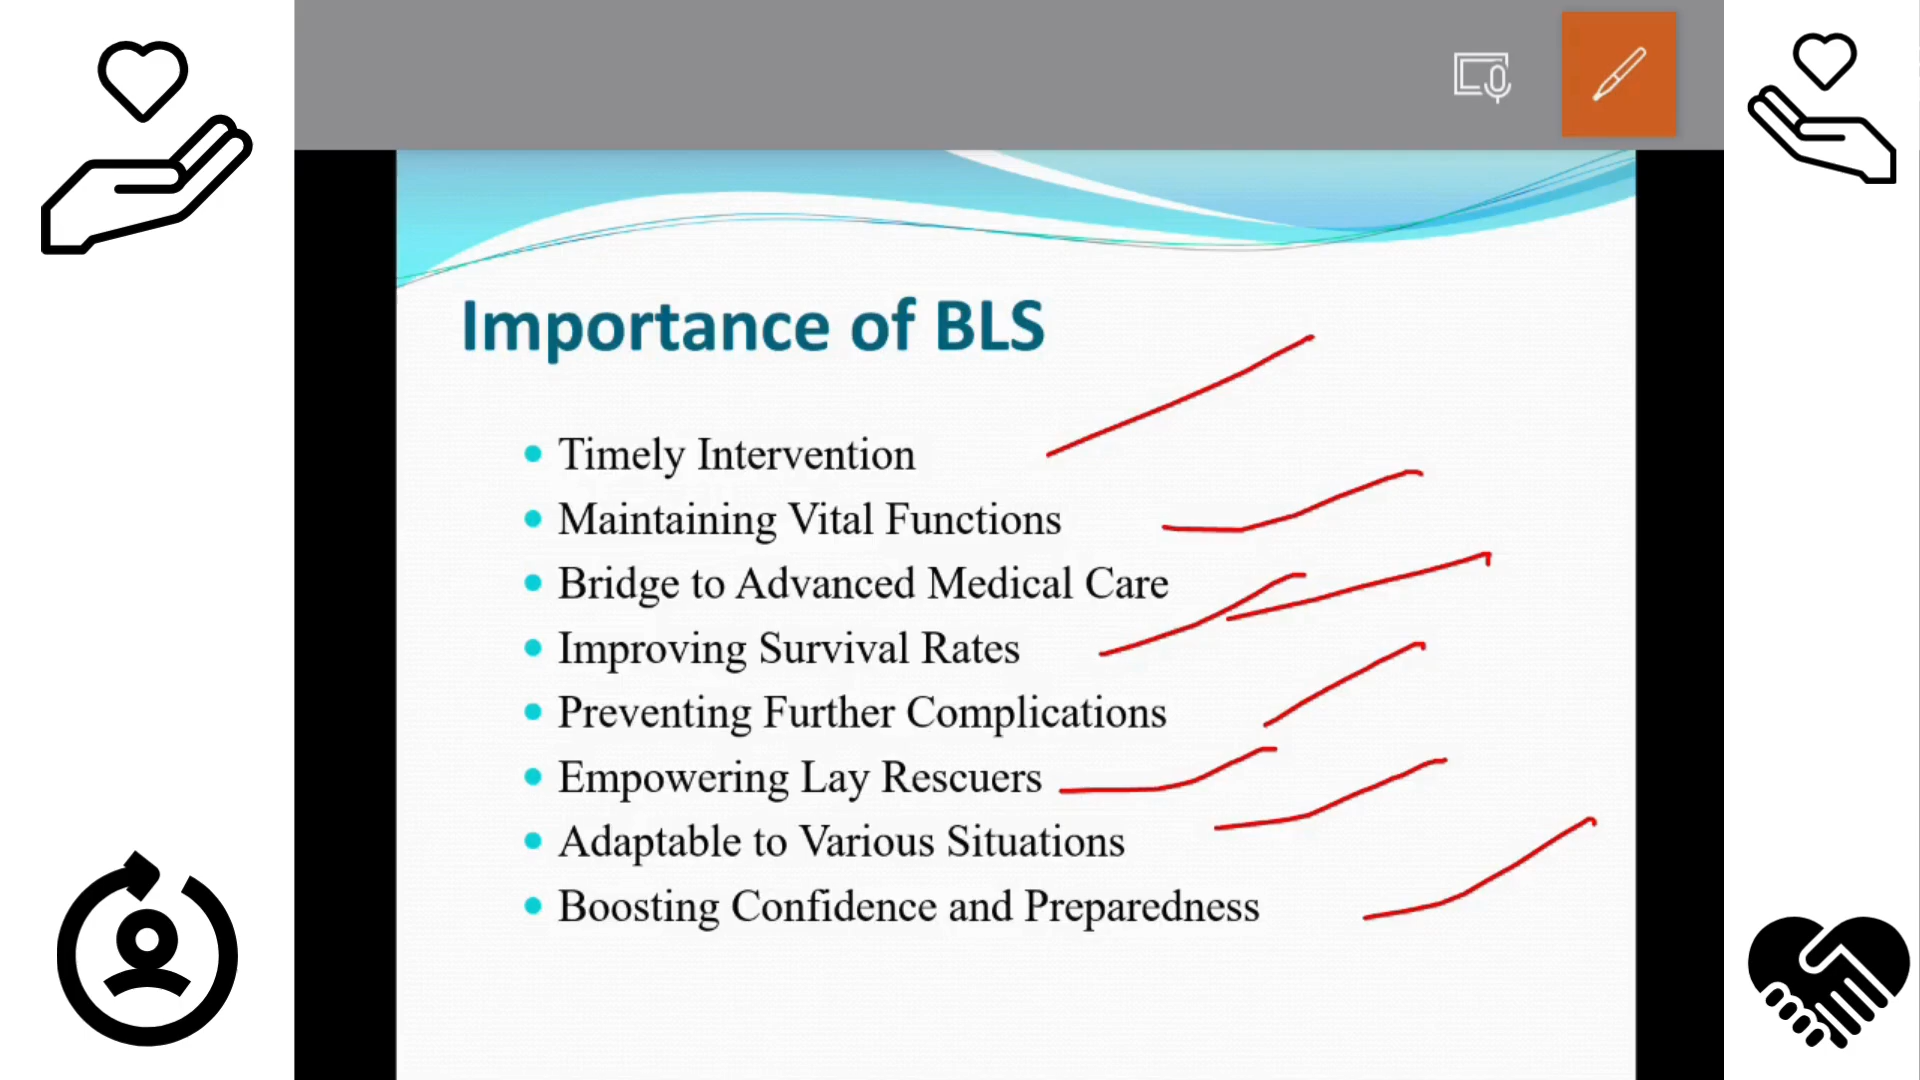 Importance of BLS
Timely Intervention
Maintaining Vital Functions
Bridge to Advanced Medical Care
Improving Survival Rates
Preventing Further Complications
Empowering Lay Rescuers
Adaptable to Various Situations
Boosting Confidence and Preparedness